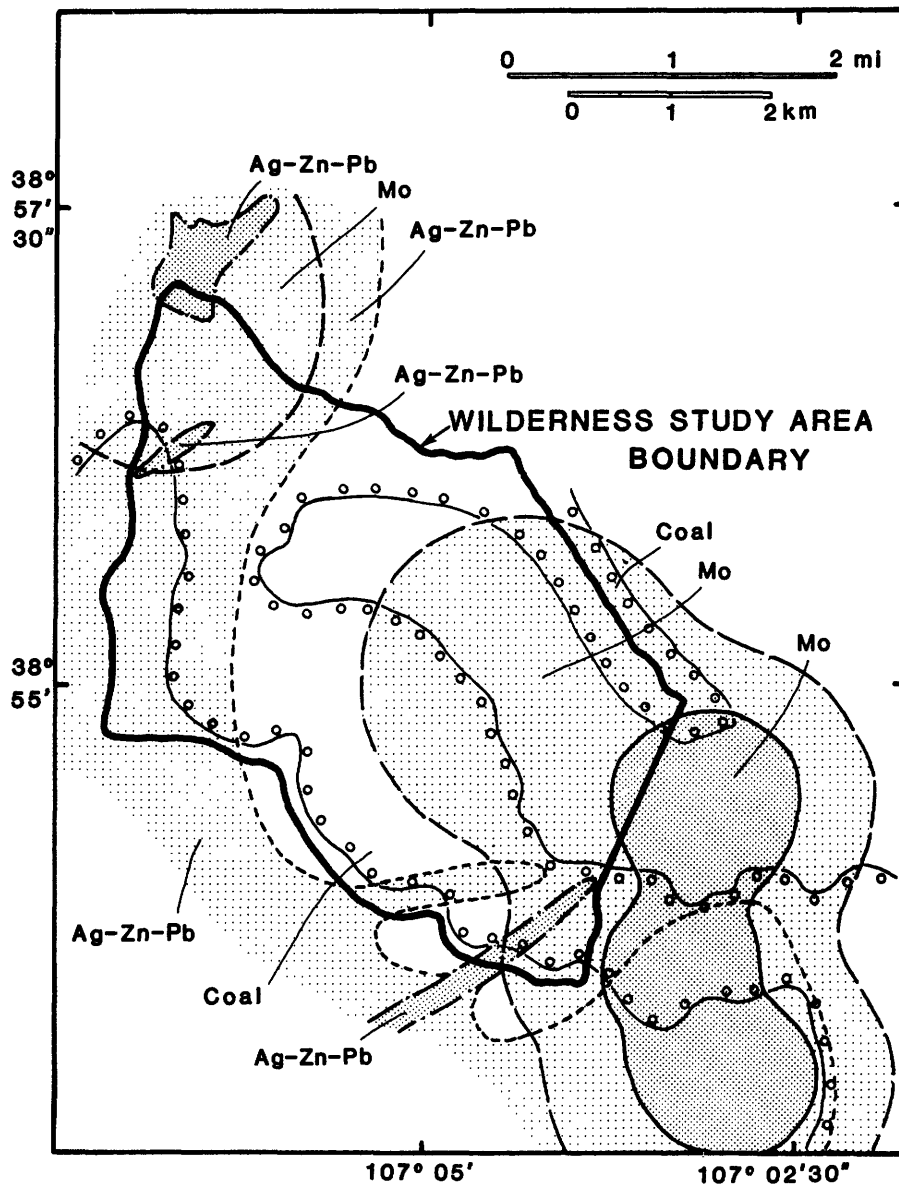 0 1 2 mi
0 1 2 km
Ag-Zn-Pb
38°
57'
30"
Mo
Ag-Zn-Pb
Ag-Zn-Pb
WILDERNESS STUDY AREA
BOUNDARY
Coal
Mo
Mo
38°
55'
Ag-Zn-Pb
Coal
Ag-Zn-Pb
107° 05'
107° 02'30"